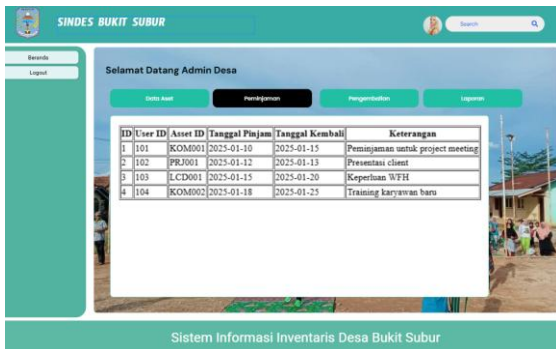 SINDES BUKIT SUBUR
Search
Beranda
Logout
Selamat Datang Admin Desa
Data Aset Peminjaman Pengembalian Laporan
ID User ID Asset ID Tanggal Pinjam Tanggal Kembali Keterangan
1 101 KOM001 2025-01-10 2025-01-15 Peminjaman untuk project meeting
2 102 PRJ001 2025-01-12 2025-01-13 Presentasi client
3 103 LCD001 2025-01-15 2025-01-20 Keperluan WFH
4 104 KOM002 2025-01-18 2025-01-25 Training karyawan baru
Sistem Informasi Inventaris Desa Bukit Subur